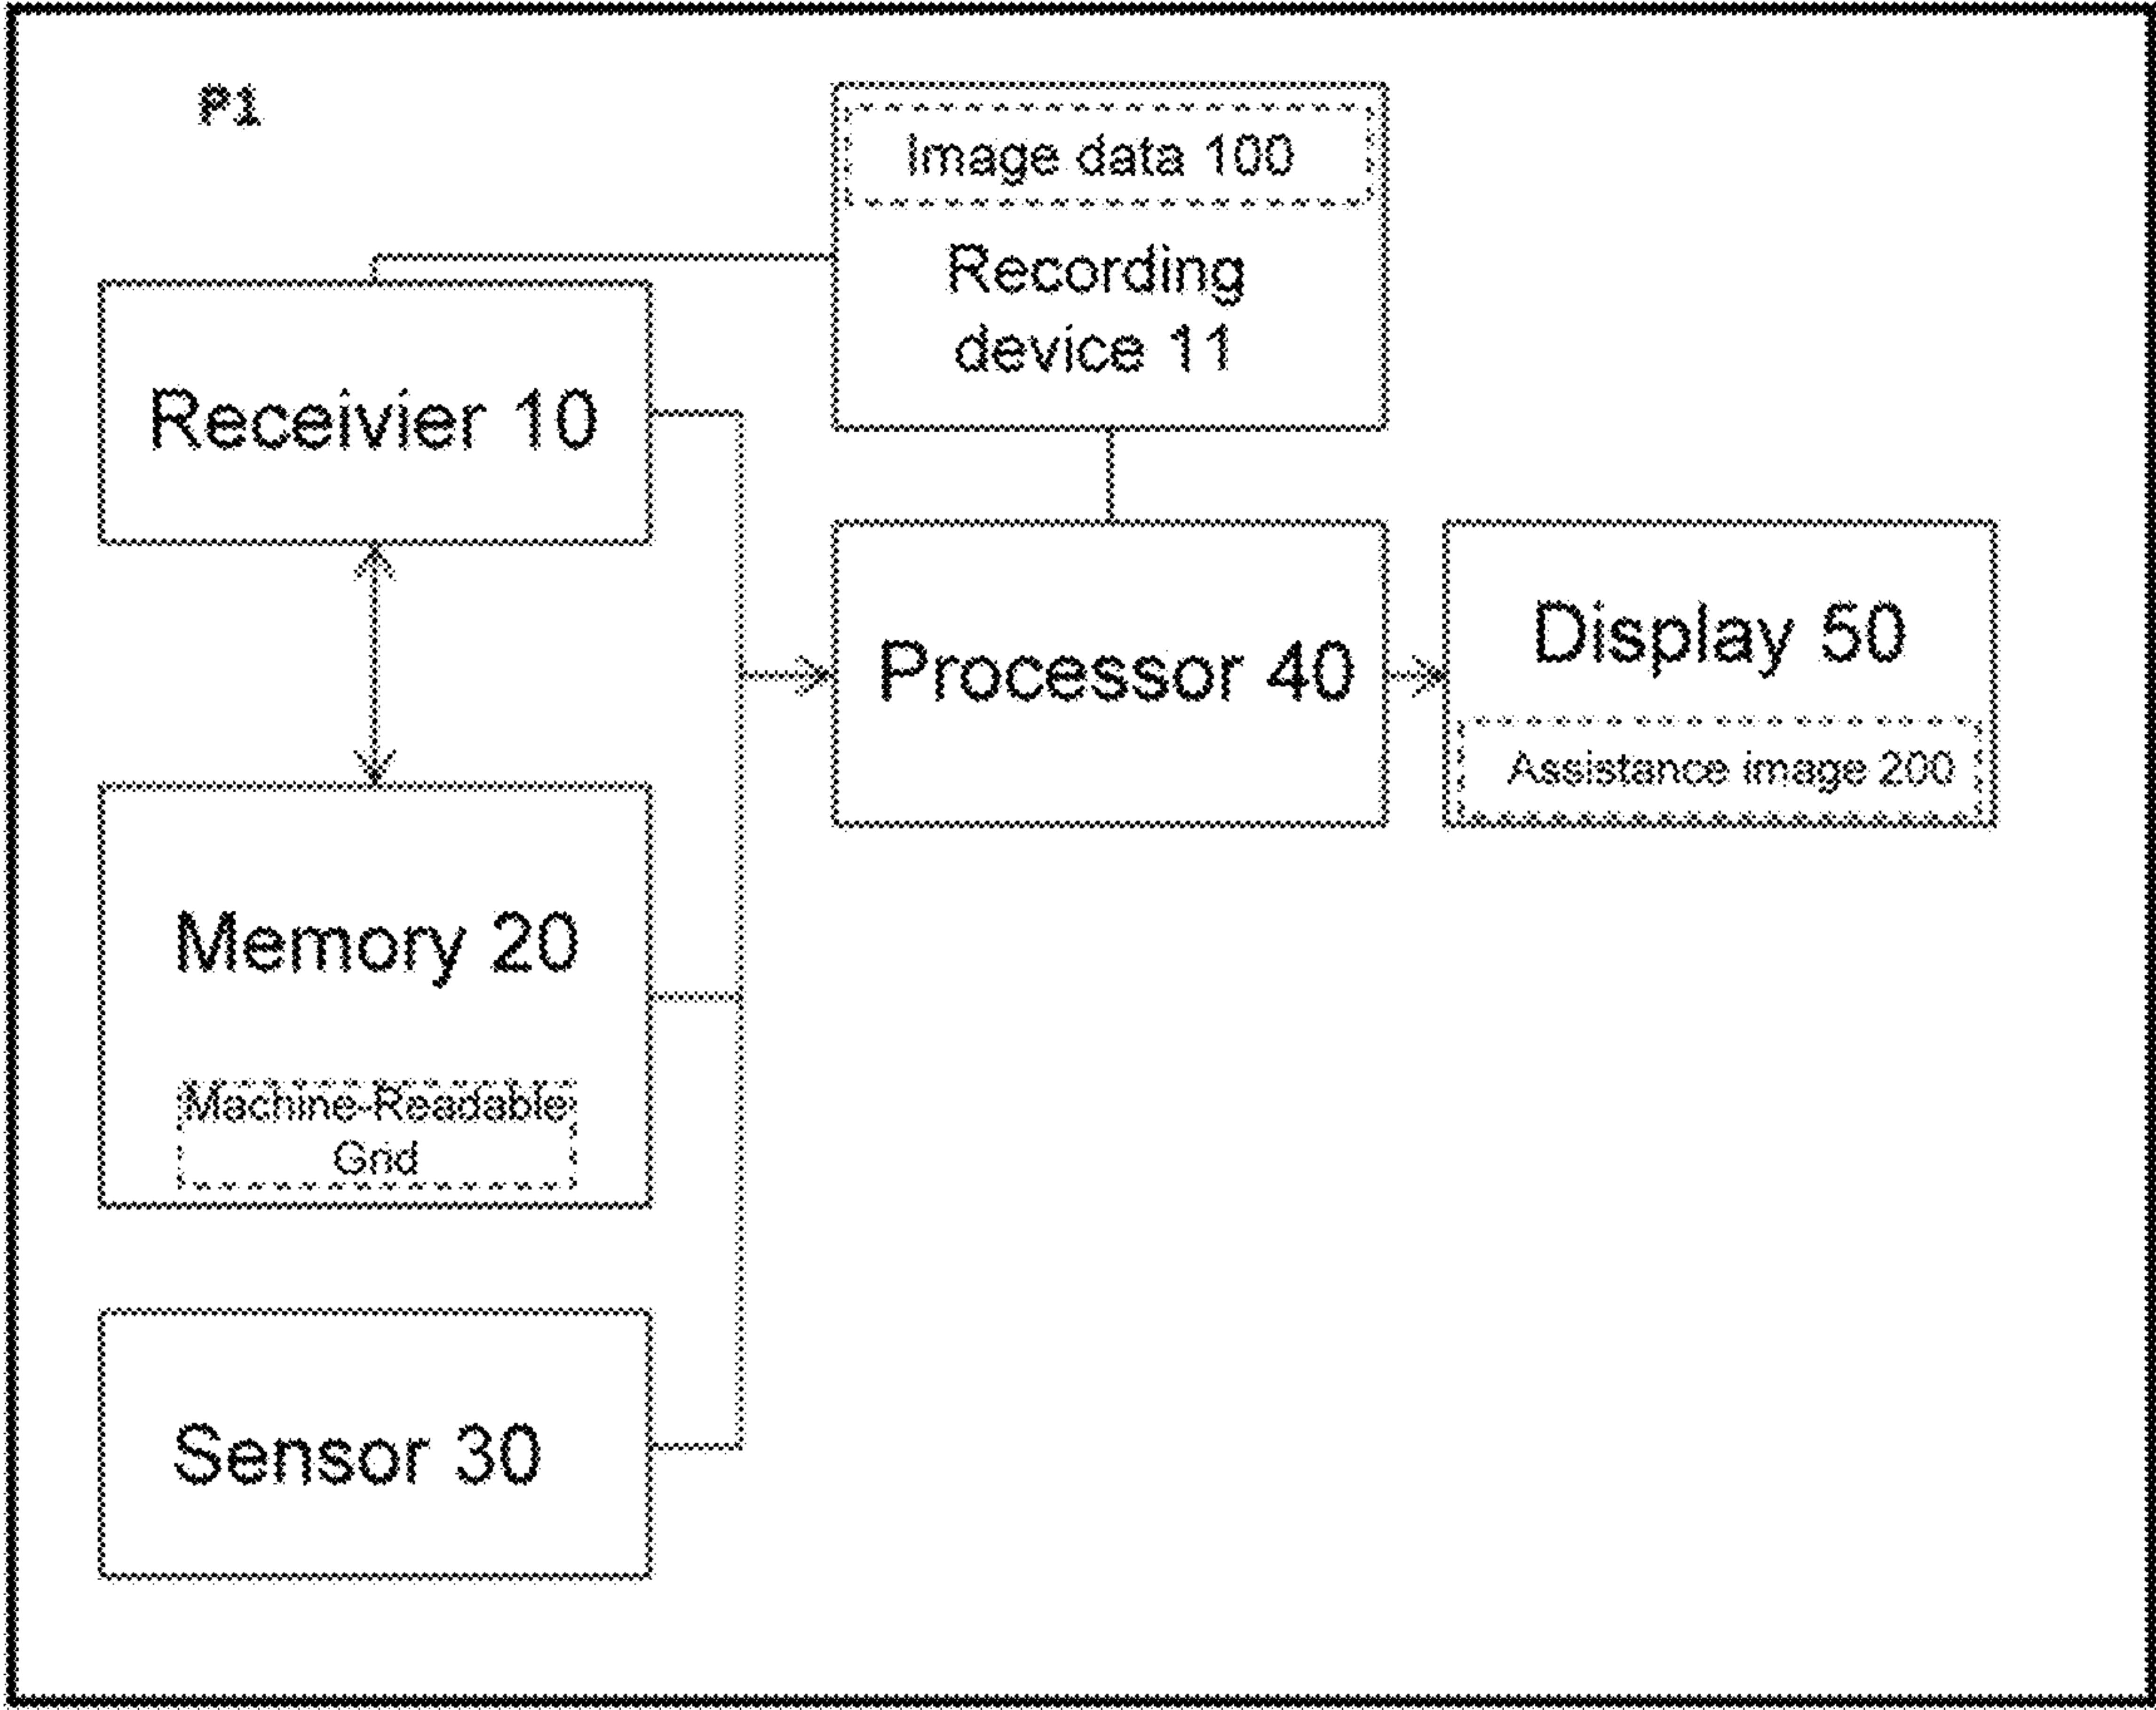 P1
Image data 100
Recording
device 11
Receivier 10
Processor 40
Display 50
Assistance image 200
Memory 20
Machine-Readable
Grid
Sensor 30